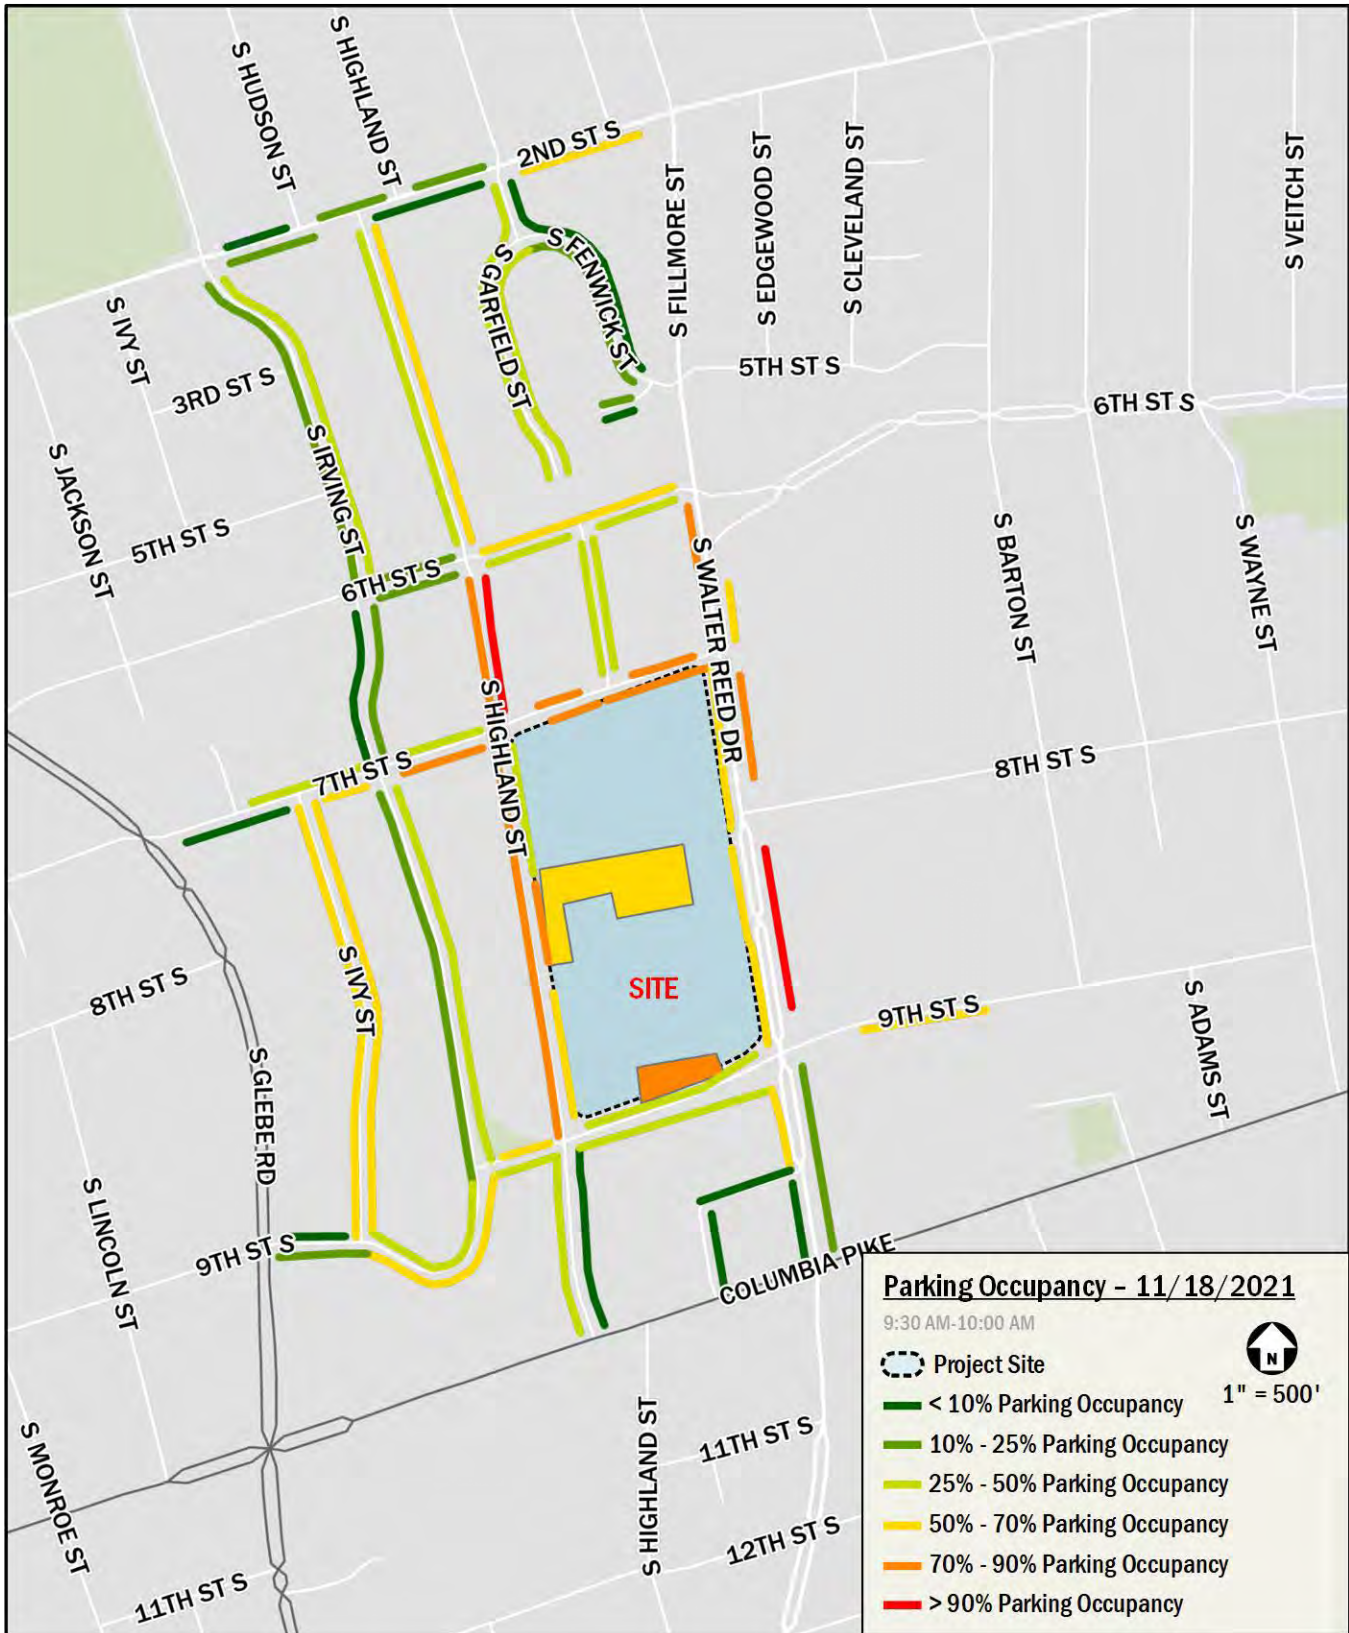 S HUDSON ST
S HIGHLAND ST
2ND ST S
S FILLMORE ST
S EDGEWOOD ST
S CLEVELAND ST
S VEITCH ST
S IVY ST
3RD ST S
S GARFIELD ST
S FENWICK ST
5TH ST S
6TH ST S
S JACKSON ST
S IRVING ST
5TH ST S
6TH ST S
S WALTER REED DR
S BARTON ST
S WAYNE ST
S HIGHLAND ST
7TH ST S
8TH ST S
8TH ST S
S IVY ST
SITE
9TH ST S
S ADAMS ST
S GLEBE RD
S LINCOLN ST
9TH ST S
COLUMBIA PIKE
S MONROE ST
11TH ST S
S HIGHLAND ST
11TH ST S
12TH ST S
Parking Occupancy – 11/18/2021
9:30 AM-10:00 AM
N
1" = 500'
Project Site
< 10% Parking Occupancy
10% - 25% Parking Occupancy
25% - 50% Parking Occupancy
50% - 70% Parking Occupancy
70% - 90% Parking Occupancy
> 90% Parking Occupancy